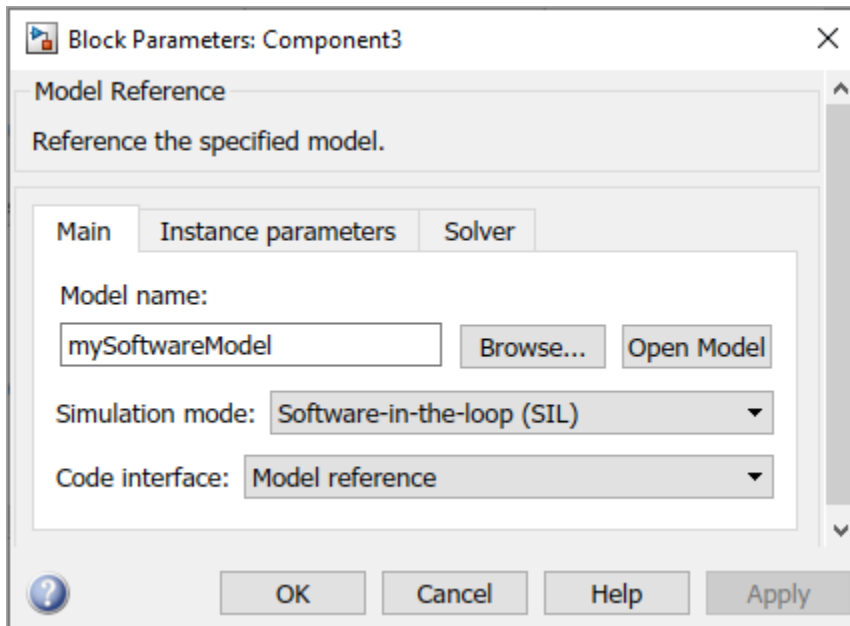 Block Parameters: Component3
Model Reference
Reference the specified model.
Main Instance parameters Solver
Model name:
mySoftwareModel Browse... Open Model
Simulation mode: Software-in-the-loop (SIL)
Code interface: Model reference
? OK Cancel Help Apply